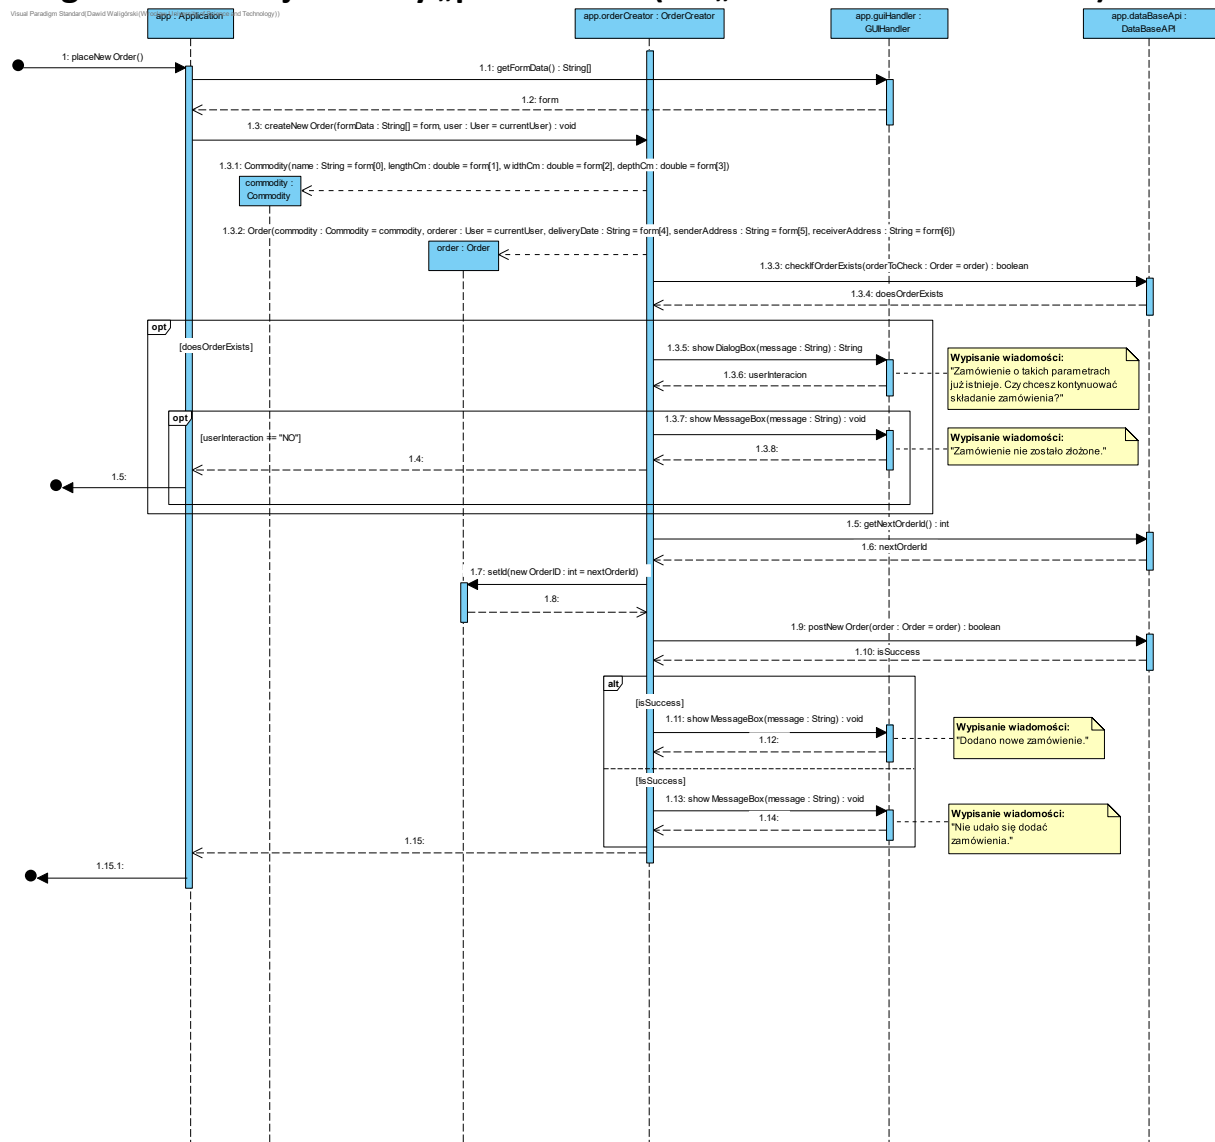 Visual Paradigm Standard(Dawid Waligórski(
app : Application
app.orderCreator : OrderCreator
app.guiHandler :
GUIHandler
app.dataBaseApi :
DataBaseAPI
1: placeNewOrder()
1.1: getFormData() : String[]
1.2: form
1.3: createNewOrder(formData : String[] = form, user : User = currentUser) : void
1.3.1: Commodity(name : String = form[0], lengthCm : double = form[1], widthCm : double = form[2], depthCm : double = form[3])
commodity :
Commodity
1.3.2: Order(commodity : Commodity = commodity, orderer : User = currentUser, deliveryDate : String = form[4], senderAddress : String = form[5], receiverAddress : String = form[6])
order : Order
1.3.3: checkIfOrderExists(orderToCheck : Order = order) : boolean
1.3.4: doesOrderExists
opt
[doesOrderExists]
1.3.5: showDialogBox(message : String) : String
1.3.6: userInteracion
Wypisanie wiadomości:
"Zamówienie o takich parametrach
już istnieje. Czy chcesz kontynuować
składanie zamówienia?"
opt
[userInteraction == "NO"]
1.3.7: showMessageBox(message : String) : void
1.3.8:
Wypisanie wiadomości:
"Zamówienie nie zostało złożone."
1.4:
1.5:
1.5: getNextOrderId() : int
1.6: nextOrderId
1.7: setId(newOrderID : int = nextOrderId)
1.8:
1.9: postNewOrder(order : Order = order) : boolean
1.10: isSuccess
alt
[isSuccess]
1.11: showMessageBox(message : String) : void
1.12:
Wypisanie wiadomości:
"Dodano nowe zamówienie."
[!isSuccess]
1.13: showMessageBox(message : String) : void
1.14:
Wypisanie wiadomości:
"Nie udało się dodać
zamówienia."
1.15:
1.15.1: